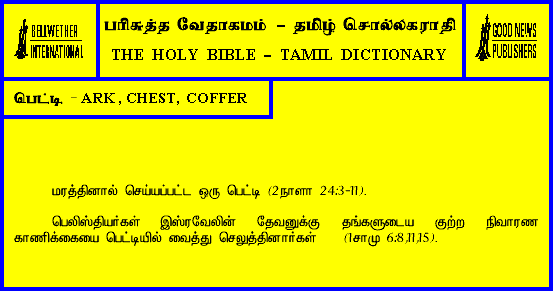 BELLWETHER
INTERNATIONAL
பரிசுத்த வேதாகமம் – தமிழ் சொல்லகராதி
THE HOLY BIBLE – TAMIL DICTIONARY
GOOD NEWS
PUBLISHERS
பெட்டி – ARK, CHEST, COFFER
மரத்தினால் செய்யப்பட்ட ஒரு பெட்டி (2நாளா 24:3-11).
பெலிஸ்தியர்கள் இஸ்ரவேலின் தேவனுக்கு தங்களுடைய குற்ற நிவாரண
காணிக்கையை பெட்டியில் வைத்து செலுத்தினார்கள் (1சாமு 6:8,11,15).